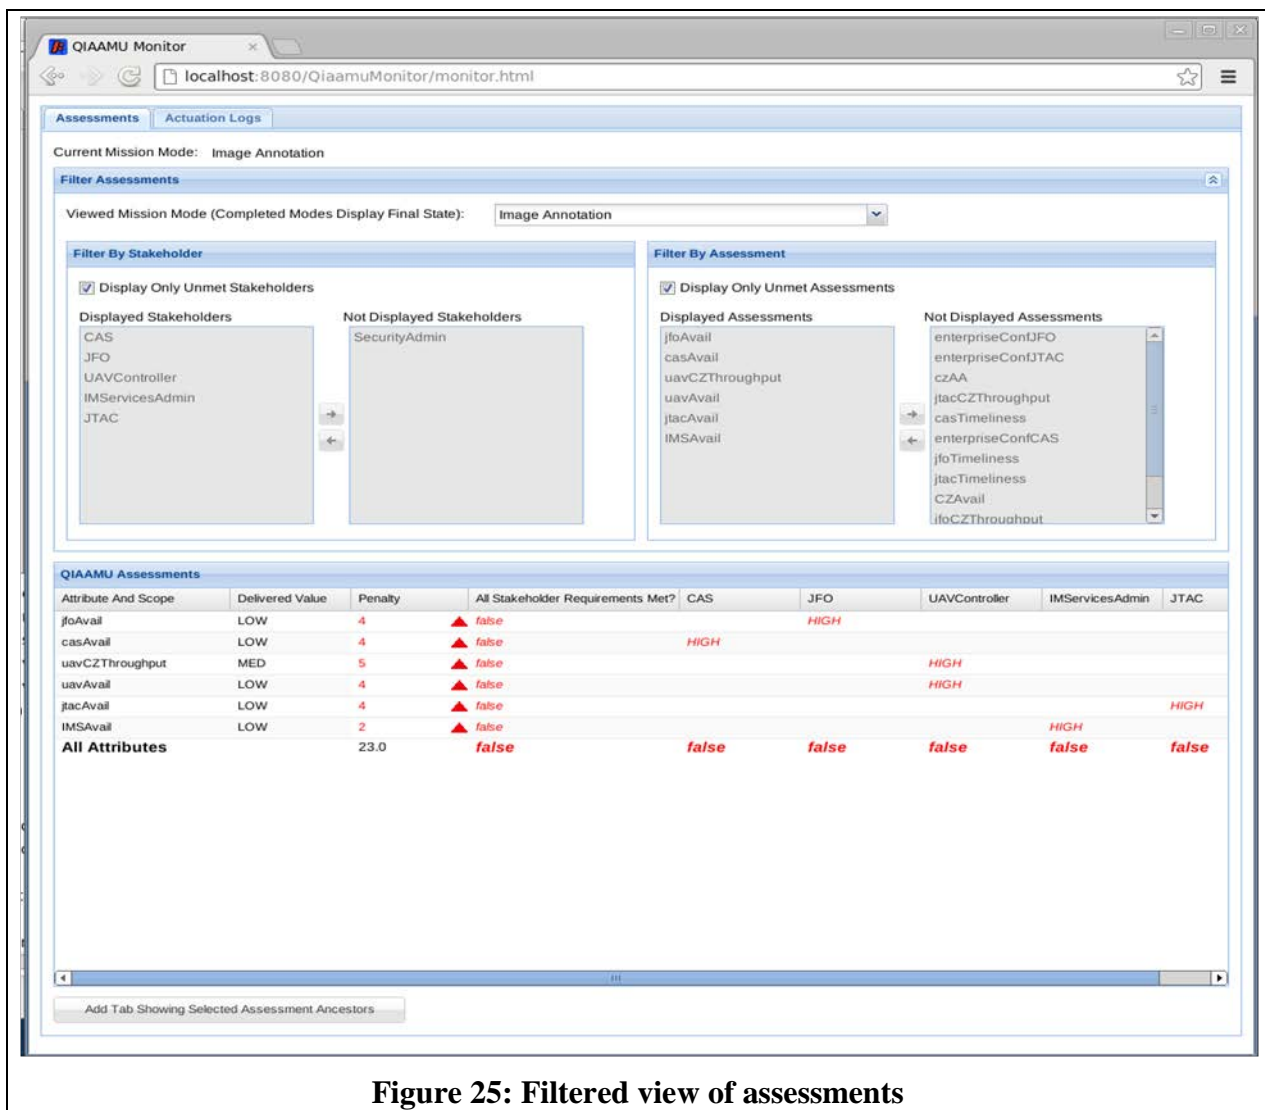 QIAAMU Monitor
localhost:8080/QiaamuMonitor/monitor.html
Assessments Actuation Logs
Current Mission Mode: Image Annotation
Filter Assessments
Viewed Mission Mode (Completed Modes Display Final State): Image Annotation
Filter By Stakeholder
Display Only Unmet Stakeholders
Displayed Stakeholders Not Displayed Stakeholders
CAS SecurityAdmin
JFO
UAVController
IMServicesAdmin
JTAC
Filter By Assessment
Display Only Unmet Assessments
Displayed Assessments Not Displayed Assessments
jfoAvail enterpriseConfJFO
casAvail enterpriseConfJTAC
uavCZThroughput czAA
uavAvail jtacCZThroughput
jtacAvail casTimeliness
IMSAvail enterpriseConfCAS
jfoTimeliness
jtacTimeliness
CZAvail
jfoCZThroughput
QIAAMU Assessments
Attribute And Scope Delivered Value Penalty All Stakeholder Requirements Met? CAS JFO UAVController IMServicesAdmin JTAC
jfoAvail LOW 4 false HIGH
casAvail LOW 4 false HIGH
uavCZThroughput MED 5 false HIGH
uavAvail LOW 4 false HIGH
jtacAvail LOW 4 false HIGH
IMSAvail LOW 2 false HIGH
All Attributes 23.0 false false false false false false
Add Tab Showing Selected Assessment Ancestors
Figure 25: Filtered view of assessments